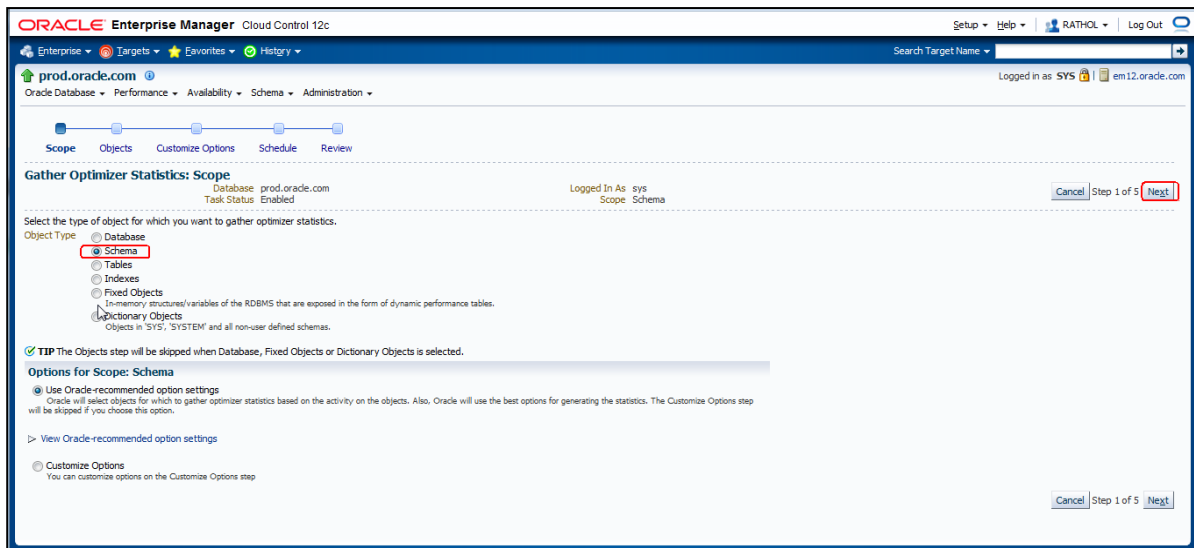 ORACLE Enterprise Manager Cloud Control 12c
Setup Help RATHOL Log Out
Enterprise Targets Favorites History
Search Target Name
prod.oracle.com
Logged in as SYS em12.oracle.com
Oracle Database Performance Availability Schema Administration
Scope Objects Customize Options Schedule Review
Gather Optimizer Statistics: Scope
Database prod.oracle.com
Logged In As sys
Task Status Enabled
Scope Schema
Cancel Step 1 of 5 Next
Select the type of object for which you want to gather optimizer statistics.
Object Type
Database
Schema
Tables
Indexes
Fixed Objects
In-memory structures/variables of the RDBMS that are exposed in the form of dynamic performance tables.
Dictionary Objects
Objects in 'SYS', 'SYSTEM' and all non-user defined schemas.
TIP The Objects step will be skipped when Database, Fixed Objects or Dictionary Objects is selected.
Options for Scope: Schema
Use Oracle-recommended option settings
Oracle will select objects for which to gather optimizer statistics based on the activity on the objects. Also, Oracle will use the best options for generating the statistics. The Customize Options step
will be skipped if you choose this option.
View Oracle-recommended option settings
Customize Options
You can customize options on the Customize Options step
Cancel Step 1 of 5 Next